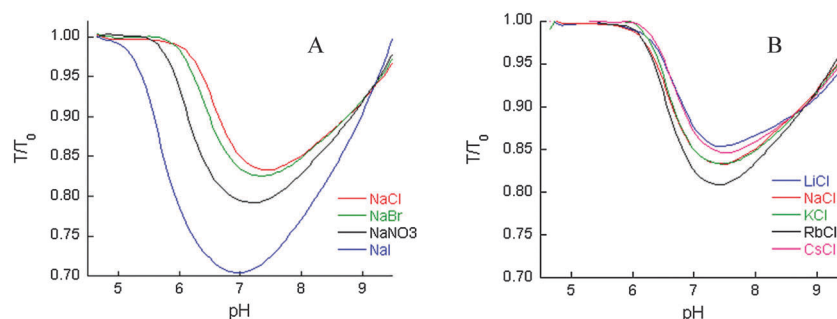 A
1.00
0.95
0.90
0.85
0.80
0.75
0.70
T/T0
NaCl
NaBr
NaNO3
NaI
5 6 7 8 9
pH
B
1.00
0.95
0.90
0.85
0.80
0.75
0.70
T/T0
LiCl
NaCl
KCl
RbCl
CsCl
5 6 7 8 9
pH